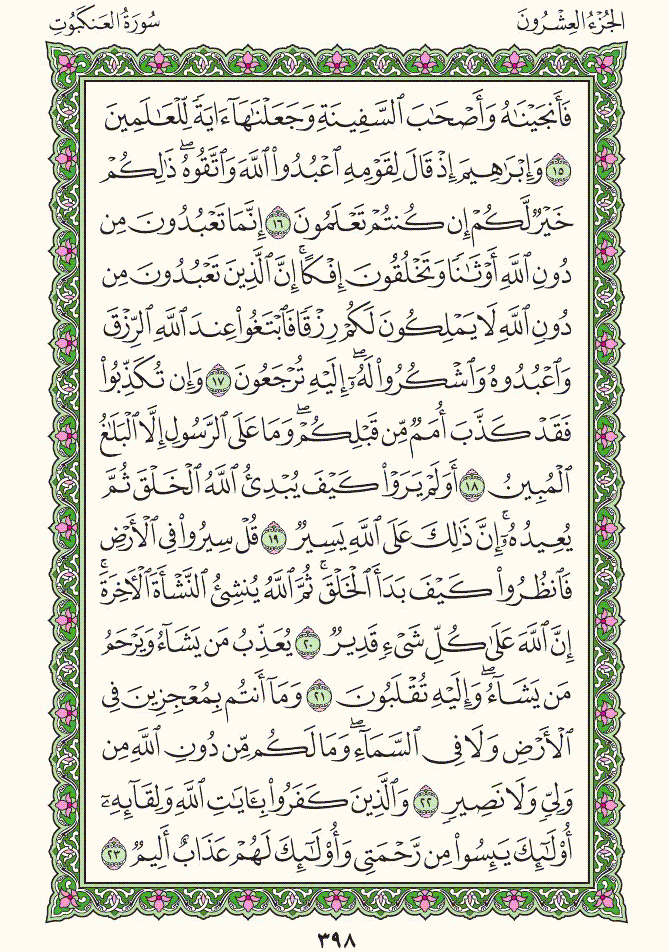 الجُزْءُ العِشْرُونَ
سُورَةُ العَنكَبُوتِ
فَأَنجَيْنَٰهُ وَأَصْحَٰبَ ٱلسَّفِينَةِ وَجَعَلْنَٰهَآ ءَايَةً لِّلْعَٰلَمِينَ
١٥ وَإِبْرَٰهِيمَ إِذْ قَالَ لِقَوْمِهِ ٱعْبُدُوا۟ ٱللَّهَ وَٱتَّقُوهُ ۖ ذَٰلِكُمْ
خَيْرٌ لَّكُمْ إِن كُنتُمْ تَعْلَمُونَ ١٦ إِنَّمَا تَعْبُدُونَ مِن
دُونِ ٱللَّهِ أَوْثَٰنًا وَتَخْلُقُونَ إِفْكًا ۚ إِنَّ ٱلَّذِينَ تَعْبُدُونَ مِن
دُونِ ٱللَّهِ لَا يَمْلِكُونَ لَكُمْ رِزْقًا فَٱبْتَغُوا۟ عِندَ ٱللَّهِ ٱلرِّزْقَ
وَٱعْبُدُوهُ وَٱشْكُرُوا۟ لَهُۥٓ ۖ إِلَيْهِ تُرْجَعُونَ ١٧ وَإِن تُكَذِّبُوا۟
فَقَدْ كَذَّبَ أُمَمٌ مِّن قَبْلِكُمْ ۖ وَمَا عَلَى ٱلرَّسُولِ إِلَّا ٱلْبَلَٰغُ
ٱلْمُبِينُ ١٨ أَوَلَمْ يَرَوْا۟ كَيْفَ يُبْدِئُ ٱللَّهُ ٱلْخَلْقَ ثُمَّ
يُعِيدُهُۥٓ ۚ إِنَّ ذَٰلِكَ عَلَى ٱللَّهِ يَسِيرٌ ١٩ قُلْ سِيرُوا۟ فِى ٱلْأَرْضِ
فَٱنظُرُوا۟ كَيْفَ بَدَأَ ٱلْخَلْقَ ۚ ثُمَّ ٱللَّهُ يُنشِئُ ٱلنَّشْأَةَ ٱلْءَاخِرَةَ ۚ
إِنَّ ٱللَّهَ عَلَىٰ كُلِّ شَىْءٍ قَدِيرٌ ٢٠ يُعَذِّبُ مَن يَشَآءُ وَيَرْحَمُ
مَن يَشَآءُ ۖ وَإِلَيْهِ تُقْلَبُونَ ٢١ وَمَآ أَنتُم بِمُعْجِزِينَ فِى
ٱلْأَرْضِ وَلَا فِى ٱلسَّمَآءِ ۖ وَمَا لَكُم مِّن دُونِ ٱللَّهِ مِن
وَلِىٍّ وَلَا نَصِيرٍ ٢٢ وَٱلَّذِينَ كَفَرُوا۟ بِـَٔايَٰتِ ٱللَّهِ وَلِقَآئِهِۦٓ
أُو۟لَٰٓئِكَ يَئِسُوا۟ مِن رَّحْمَتِى وَأُو۟لَٰٓئِكَ لَهُمْ عَذَابٌ أَلِيمٌ ٢٣
٣٩٨